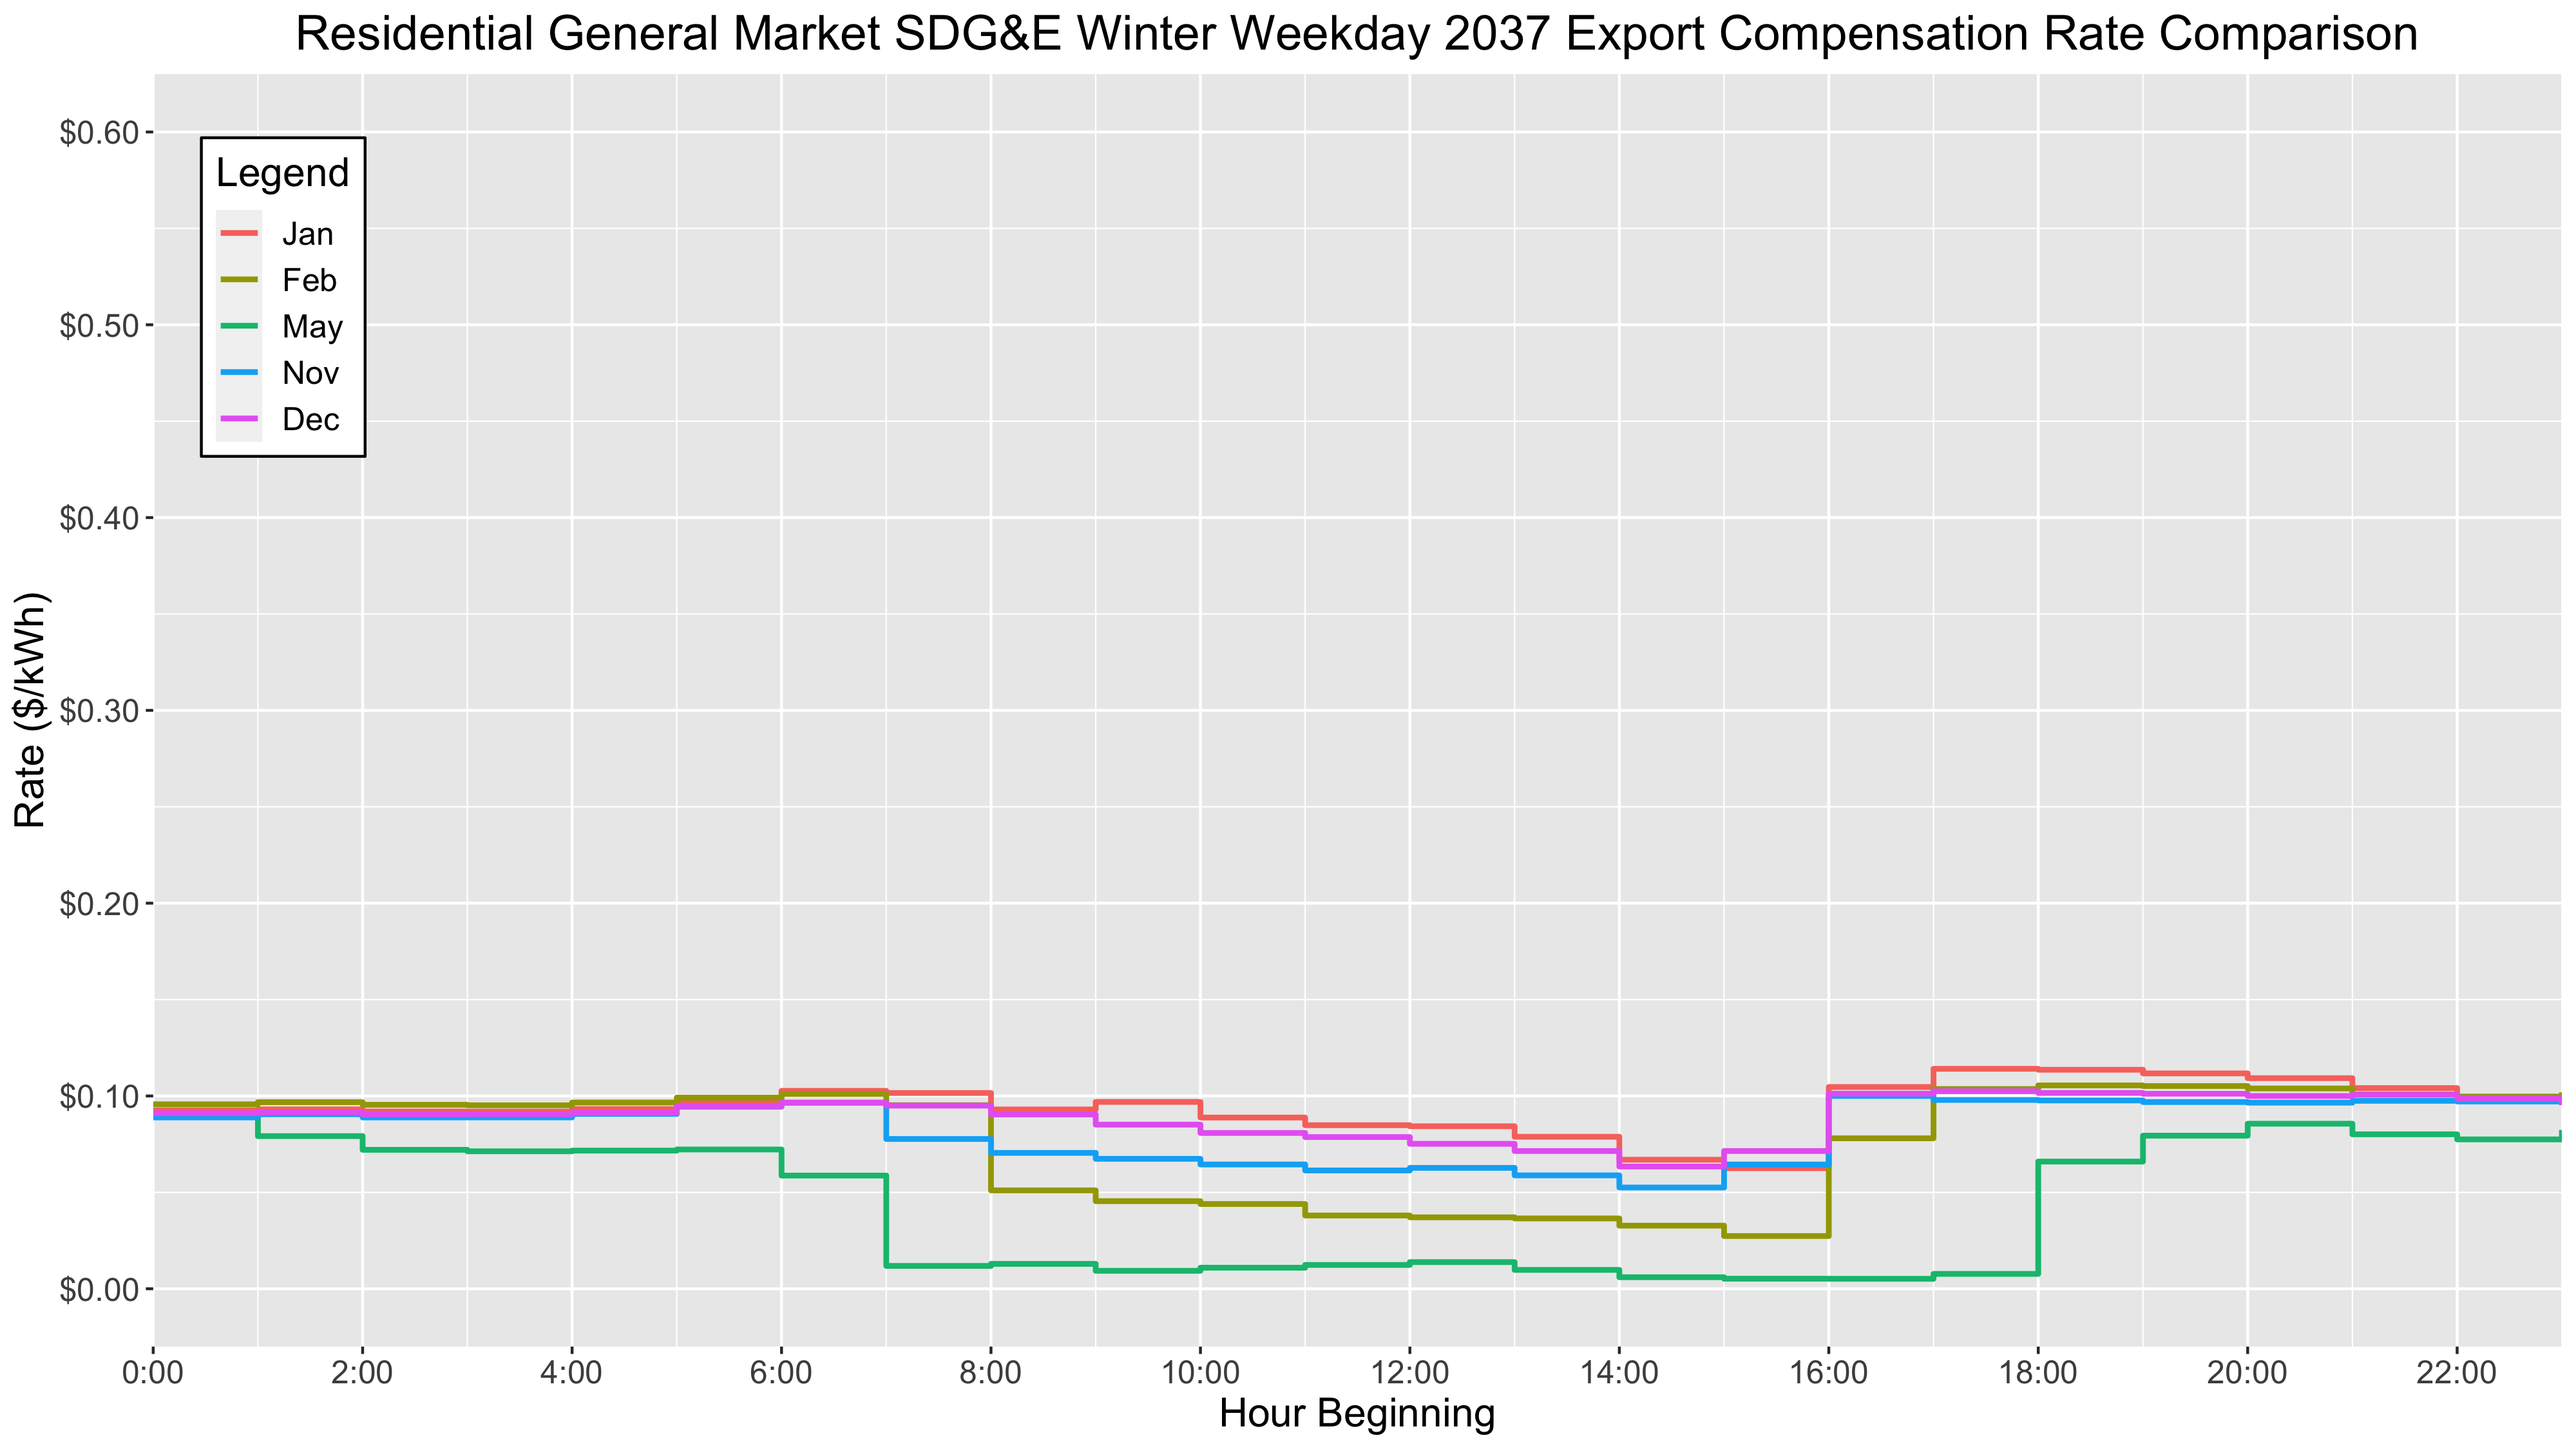 Residential General Market SDG&E Winter Weekday 2037 Export Compensation Rate Comparison
$0.60
Legend
Jan
Feb
May
Nov
Dec
$0.50
$0.40
$0.30
$0.20
$0.10
$0.00
Rate ($/kWh)
0:00 2:00 4:00 6:00 8:00 10:00 12:00 14:00 16:00 18:00 20:00 22:00
Hour Beginning